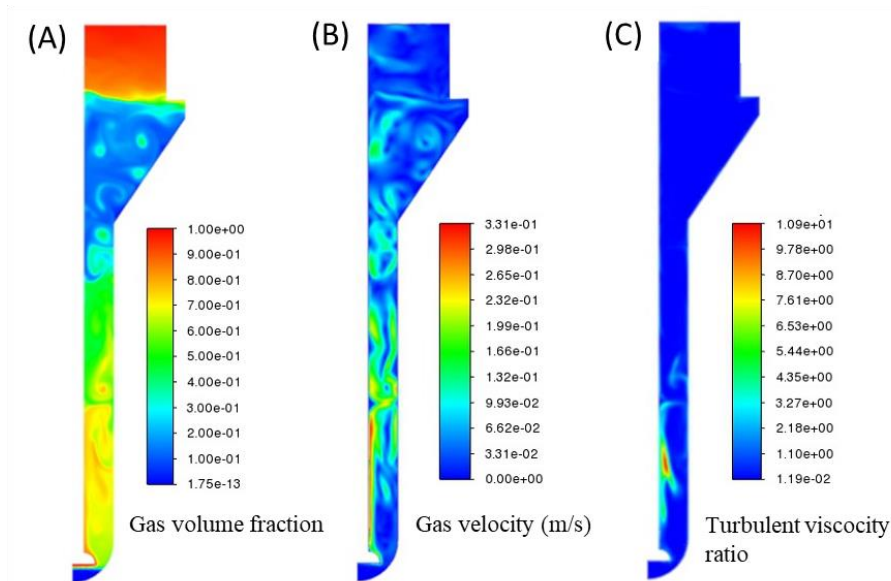 (A)
(B)
(C)
1.00e+00
9.00e-01
8.00e-01
7.00e-01
6.00e-01
5.00e-01
4.00e-01
3.00e-01
2.00e-01
1.00e-01
1.75e-13
Gas volume fraction
3.31e-01
2.98e-01
2.65e-01
2.32e-01
1.99e-01
1.66e-01
1.32e-01
9.93e-02
6.62e-02
3.31e-02
0.00e+00
Gas velocity (m/s)
1.09e+01
9.78e+00
8.70e+00
7.61e+00
6.53e+00
5.44e+00
4.35e+00
3.27e+00
2.18e+00
1.10e+00
1.19e-02
Turbulent viscocity
ratio